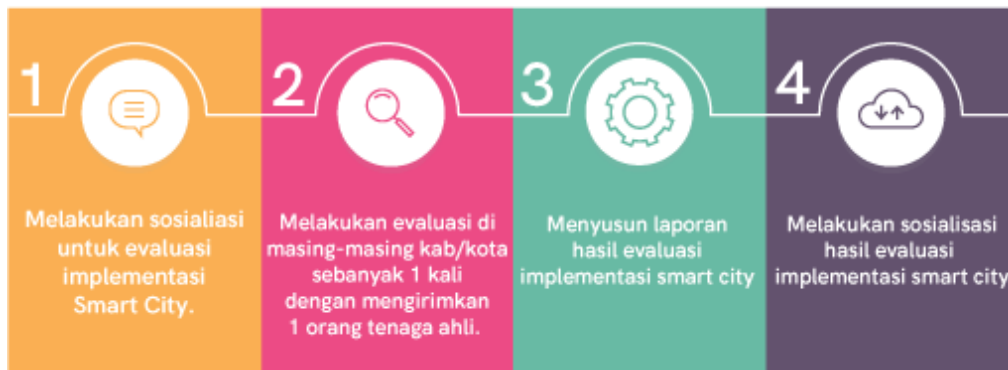 1
Melakukan sosialiasi
untuk evaluasi
implementasi
Smart City.
2
Melakukan evaluasi di
masing-masing kab/kota
sebanyak 1 kali
dengan mengirimkan
1 orang tenaga ahli.
3
Menyusun laporan
hasil evaluasi
implementasi smart city
4
Melakukan sosialisasi
hasil evaluasi
implementasi smart city